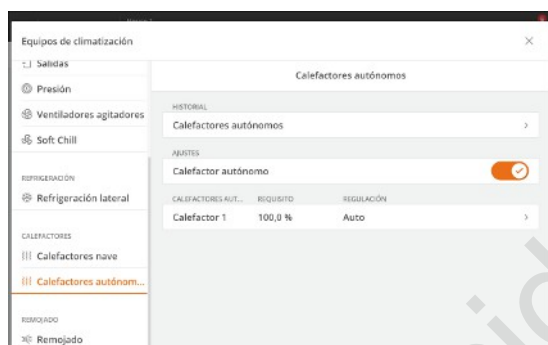 Equipos de climatización
Salidas
Presión
Ventiladores agitadores
Soft Chill
REFRIGERACIÓN
Refrigeración lateral
CALEFACTORES
Calefactores nave
Calefactores autónom...
REMOJADO
Remojado
Calefactores autónomos
HISTORIAL
Calefactores autónomos
AJUSTES
Calefactor autónomo
CALEFACTORES AUT... REQUISITO REGULACIÓN
Calefactor 1 100,0 % Auto